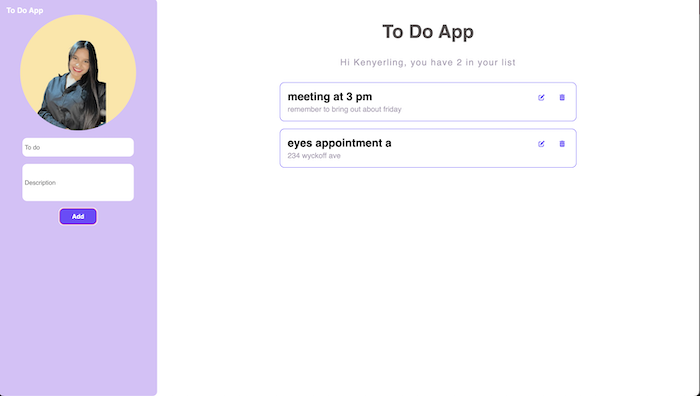 To Do App
To do
Description
Add
To Do App
Hi Kenyerling, you have 2 in your list
meeting at 3 pm
remember to bring out about friday
eyes appointment a
234 wyckoff ave